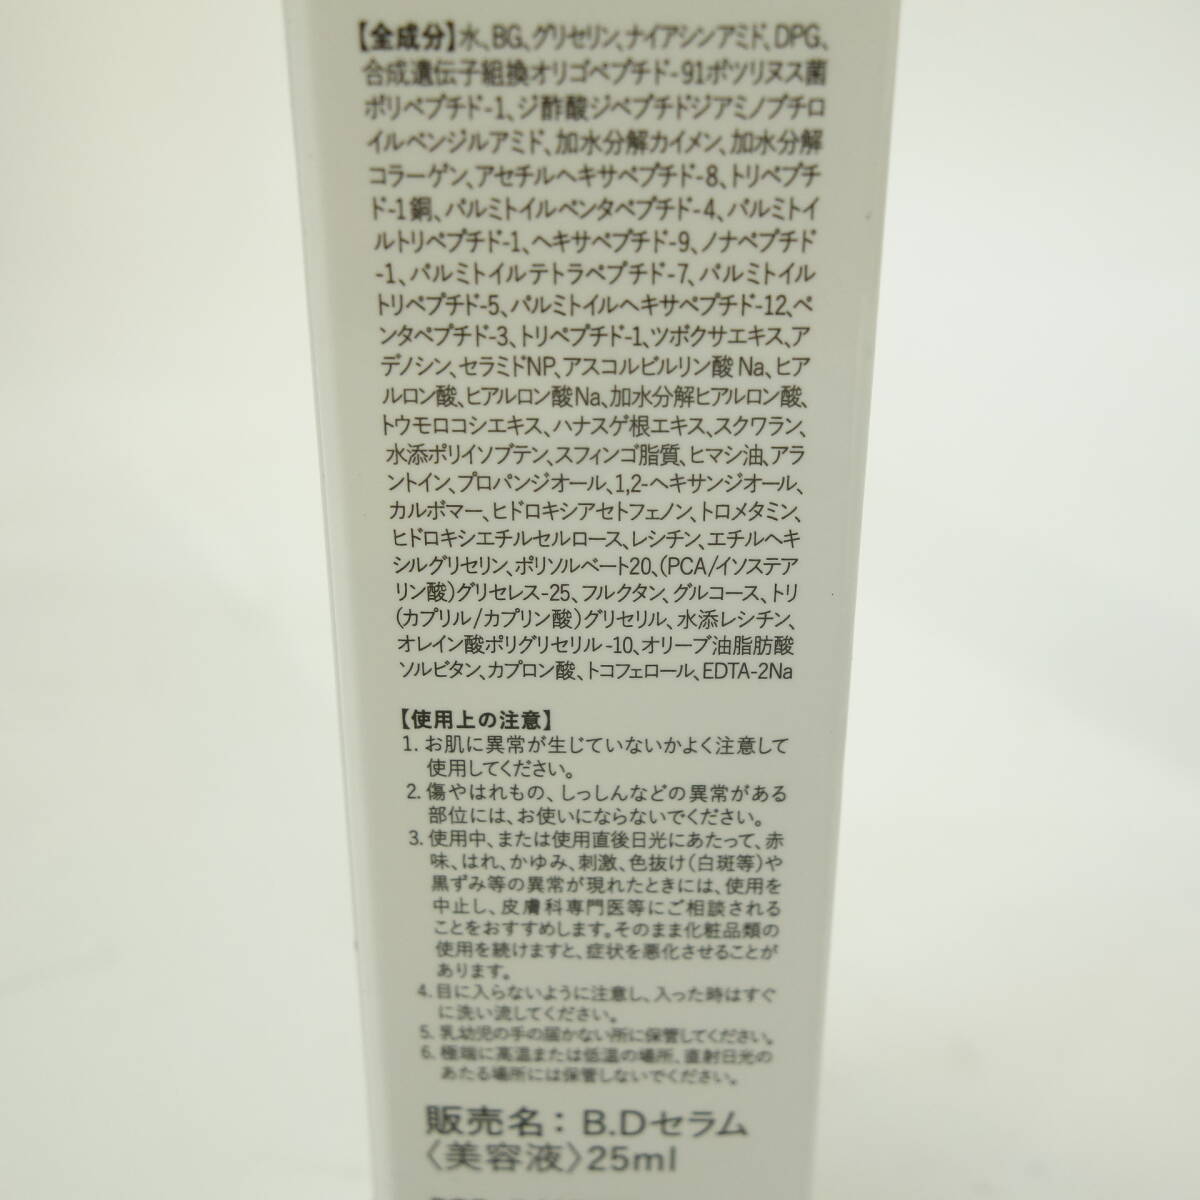 【全成分】水、BG、グリセリン、ナイアシンアミド、DPG、
合成遺伝子組換オリゴペプチド-91ボツリヌス菌
ポリペプチド-1、ジ酢酸ジペプチドジアミノブチロ
イルベンジルアミド、加水分解カイメン、加水分解
コラーゲン、アセチルヘキサペプチド-8、トリペプチ
ド-1銅、パルミトイルペンタペプチド-4、パルミトイ
ルトリペプチド-1、ヘキサペプチド-9、ノナペプチド
-1、パルミトイルテトラペプチド-7、パルミトイル
トリペプチド-5、パルミトイルヘキサペプチド-12、ペ
ンタペプチド-3、トリペプチド-1、ツボクサエキス、ア
デノシン、セラミドNP、アスコルビルリン酸Na、ヒア
ルロン酸、ヒアルロン酸Na、加水分解ヒアルロン酸、
トウモロコシエキス、ハナスゲ根エキス、スクワラン、
水添ポリイソブテン、スフィンゴ脂質、ヒマシ油、アラ
ントイン、プロパンジオール、1,2-ヘキサンジオール、
カルボマー、ヒドロキシアセトフェノン、トロメタミン、
ヒドロキシエチルセルロース、レシチン、エチルヘキ
シルグリセリン、ポリソルベート20、(PCA/イソステア
リン酸)グリセレス-25、フルクタン、グルコース、トリ
(カプリル/カプリン酸)グリセリル、水添レシチン、
オレイン酸ポリグリセリル-10、オリーブ油脂肪酸
ソルビタン、カプロン酸、トコフェロール、EDTA-2Na
【使用上の注意】
1. お肌に異常が生じていないかよく注意して
使用してください。
2. 傷やはれもの、しっしんなどの異常がある
部位には、お使いにならないでください。
3. 使用中、または使用直後日光にあたって、赤
味、はれ、かゆみ、刺激、色抜け(白斑等)や
黒ずみ等の異常が現れたときには、使用を
中止し、皮膚科専門医等にご相談される
ことをおすすめします。そのまま化粧品類の
使用を続けますと、症状を悪化させることが
あります。
4. 目に入らないように注意し、入った時はすぐ
に洗い流してください。
5. 乳幼児の手の届かない所に保管してください。
6. 極端に高温または低温の場所、直射日光の
あたる場所には保管しないでください。
販売名：B.Dセラム
〈美容液〉25ml